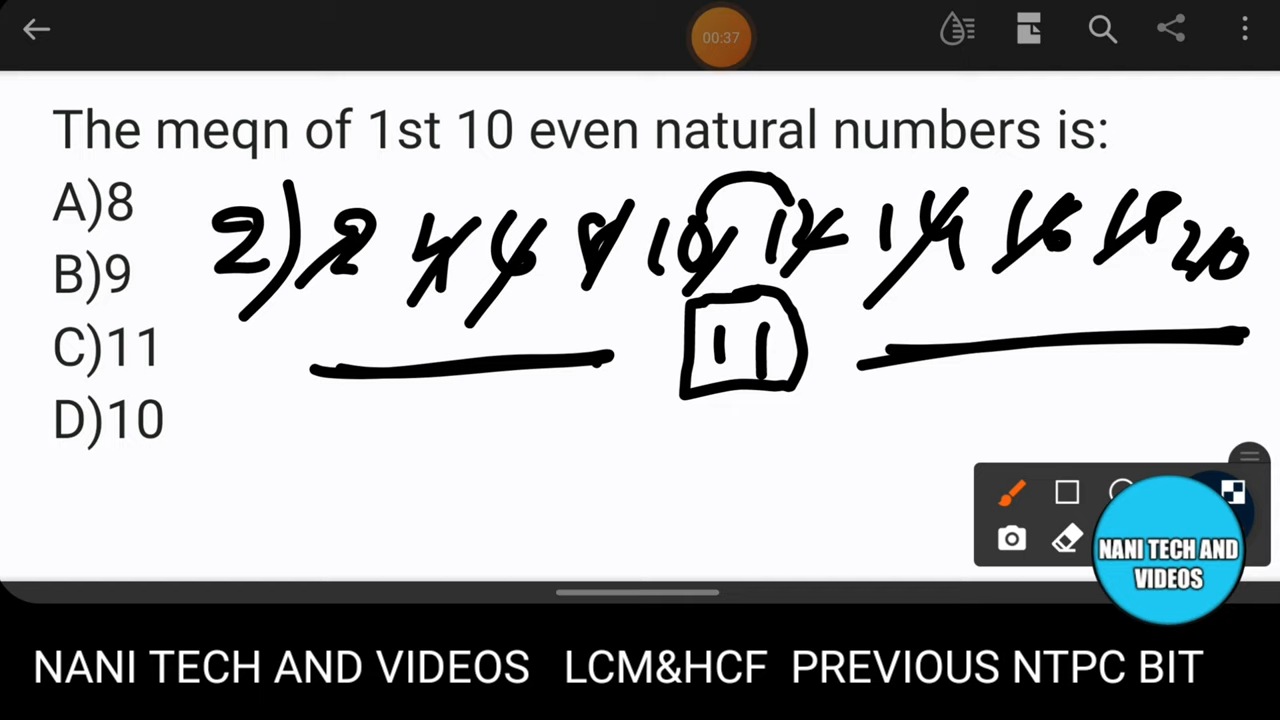 00:37
The meqn of 1st 10 even natural numbers is:
A)8
2) 2 4 6 8 10 12 14 16 18 20
B)9
11
C)11
D)10
NANI TECH AND
VIDEOS
NANI TECH AND VIDEOS LCM&HCF PREVIOUS NTPC BIT